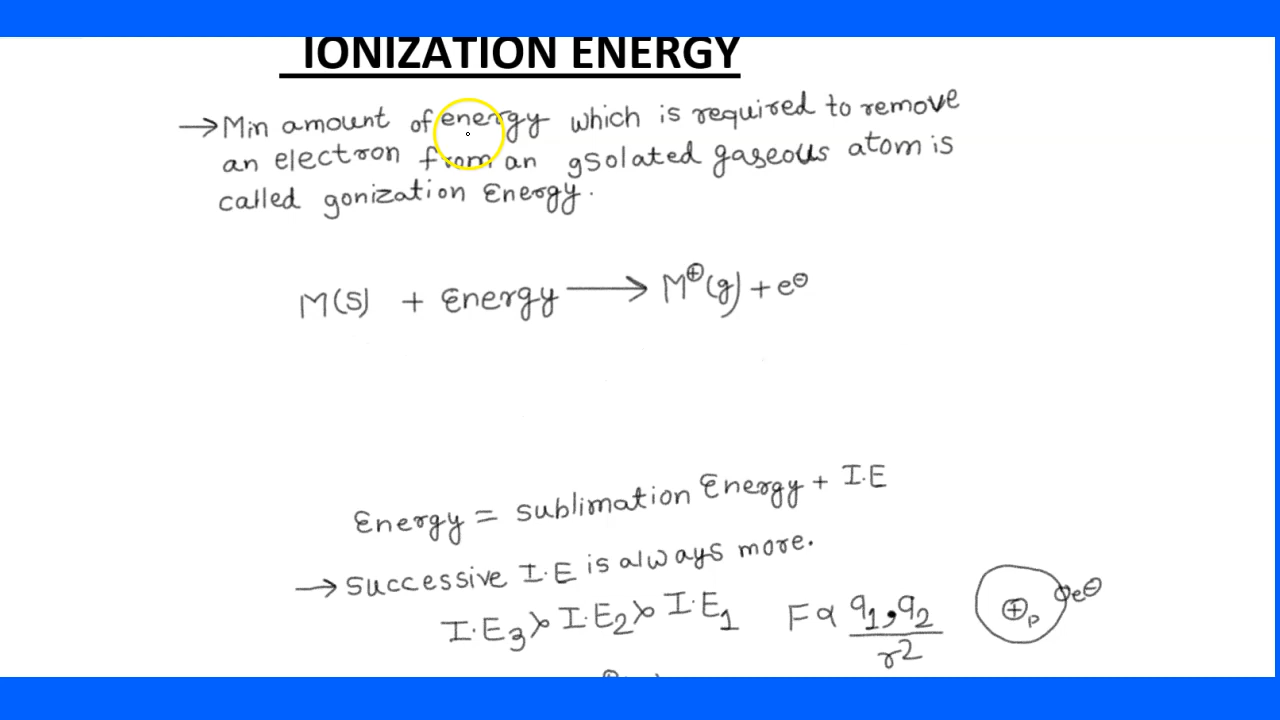 IONIZATION ENERGY
→ Min amount of energy which is required to remove
an electron from an gsolated gaseous atom is
called gonization Energy.
M(S) + Energy ⟶ M⊕(g) + e⊖
Energy = sublimation Energy + I.E
→ Successive I.E is always more.
I.E₃ > I.E₂ > I.E₁ F ∝ q₁,q₂ / r² ⊕p e⊖